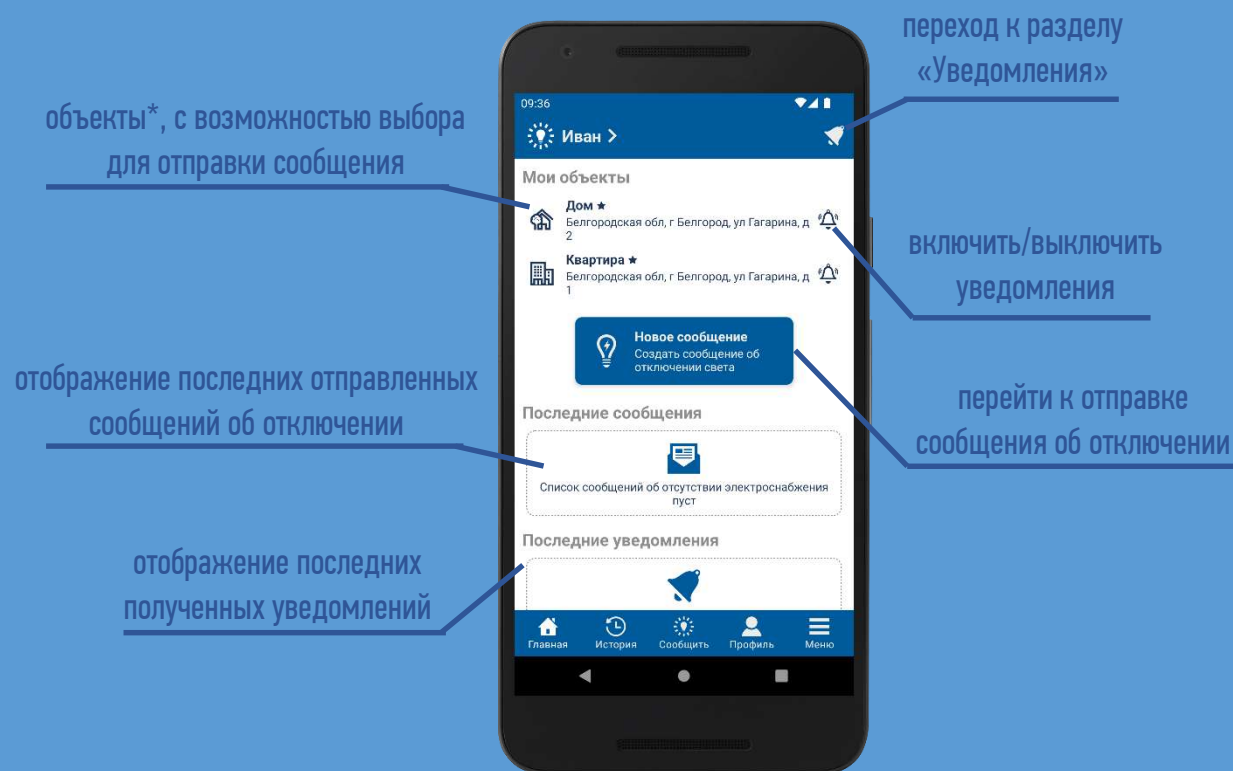 переход к разделу
«Уведомления»
объекты*, с возможностью выбора
для отправки сообщения
включить/выключить
уведомления
отображение последних отправленных
сообщений об отключении
перейти к отправке
сообщения об отключении
отображение последних
полученных уведомлений
09:36
Иван >
Мои объекты
Дом ★
Белгородская обл, г Белгород, ул Гагарина, д
2
Квартира ★
Белгородская обл, г Белгород, ул Гагарина, д
1
Новое сообщение
Создать сообщение об
отключении света
Последние сообщения
Список сообщений об отсутствии электроснабжения
пуст
Последние уведомления
Главная История Сообщить Профиль Меню